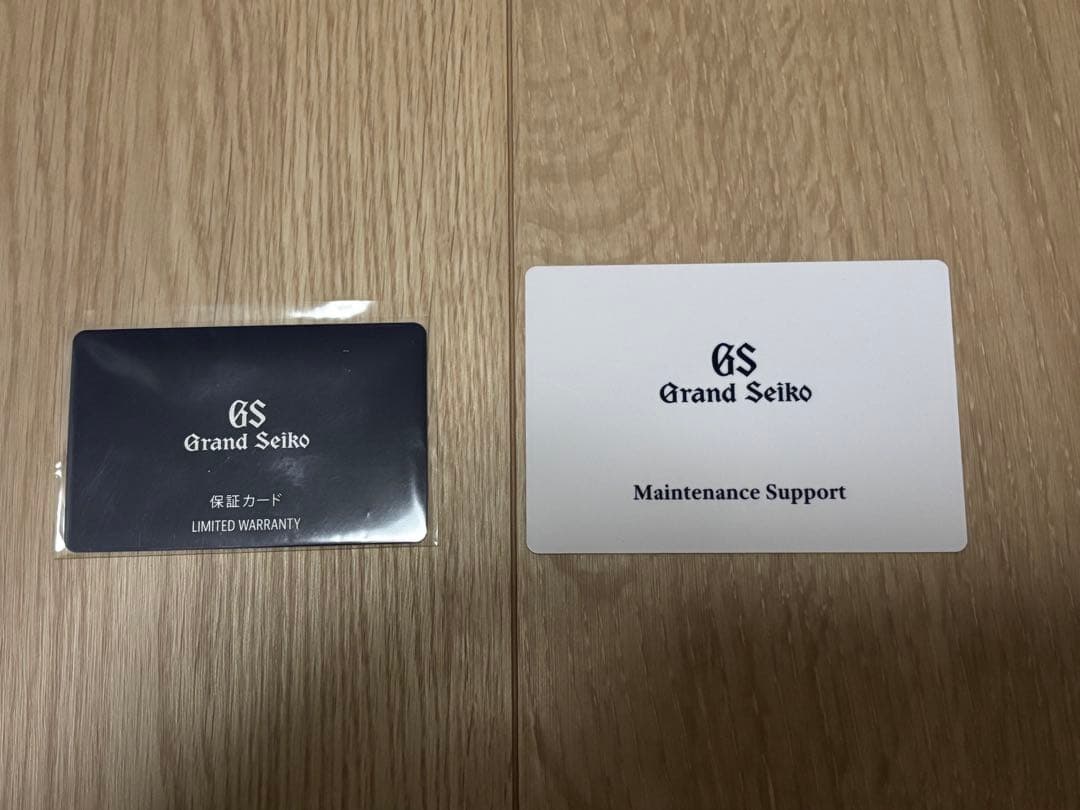 GS
Grand Seiko
保証カード
LIMITED WARRANTY
GS
Grand Seiko
Maintenance Support